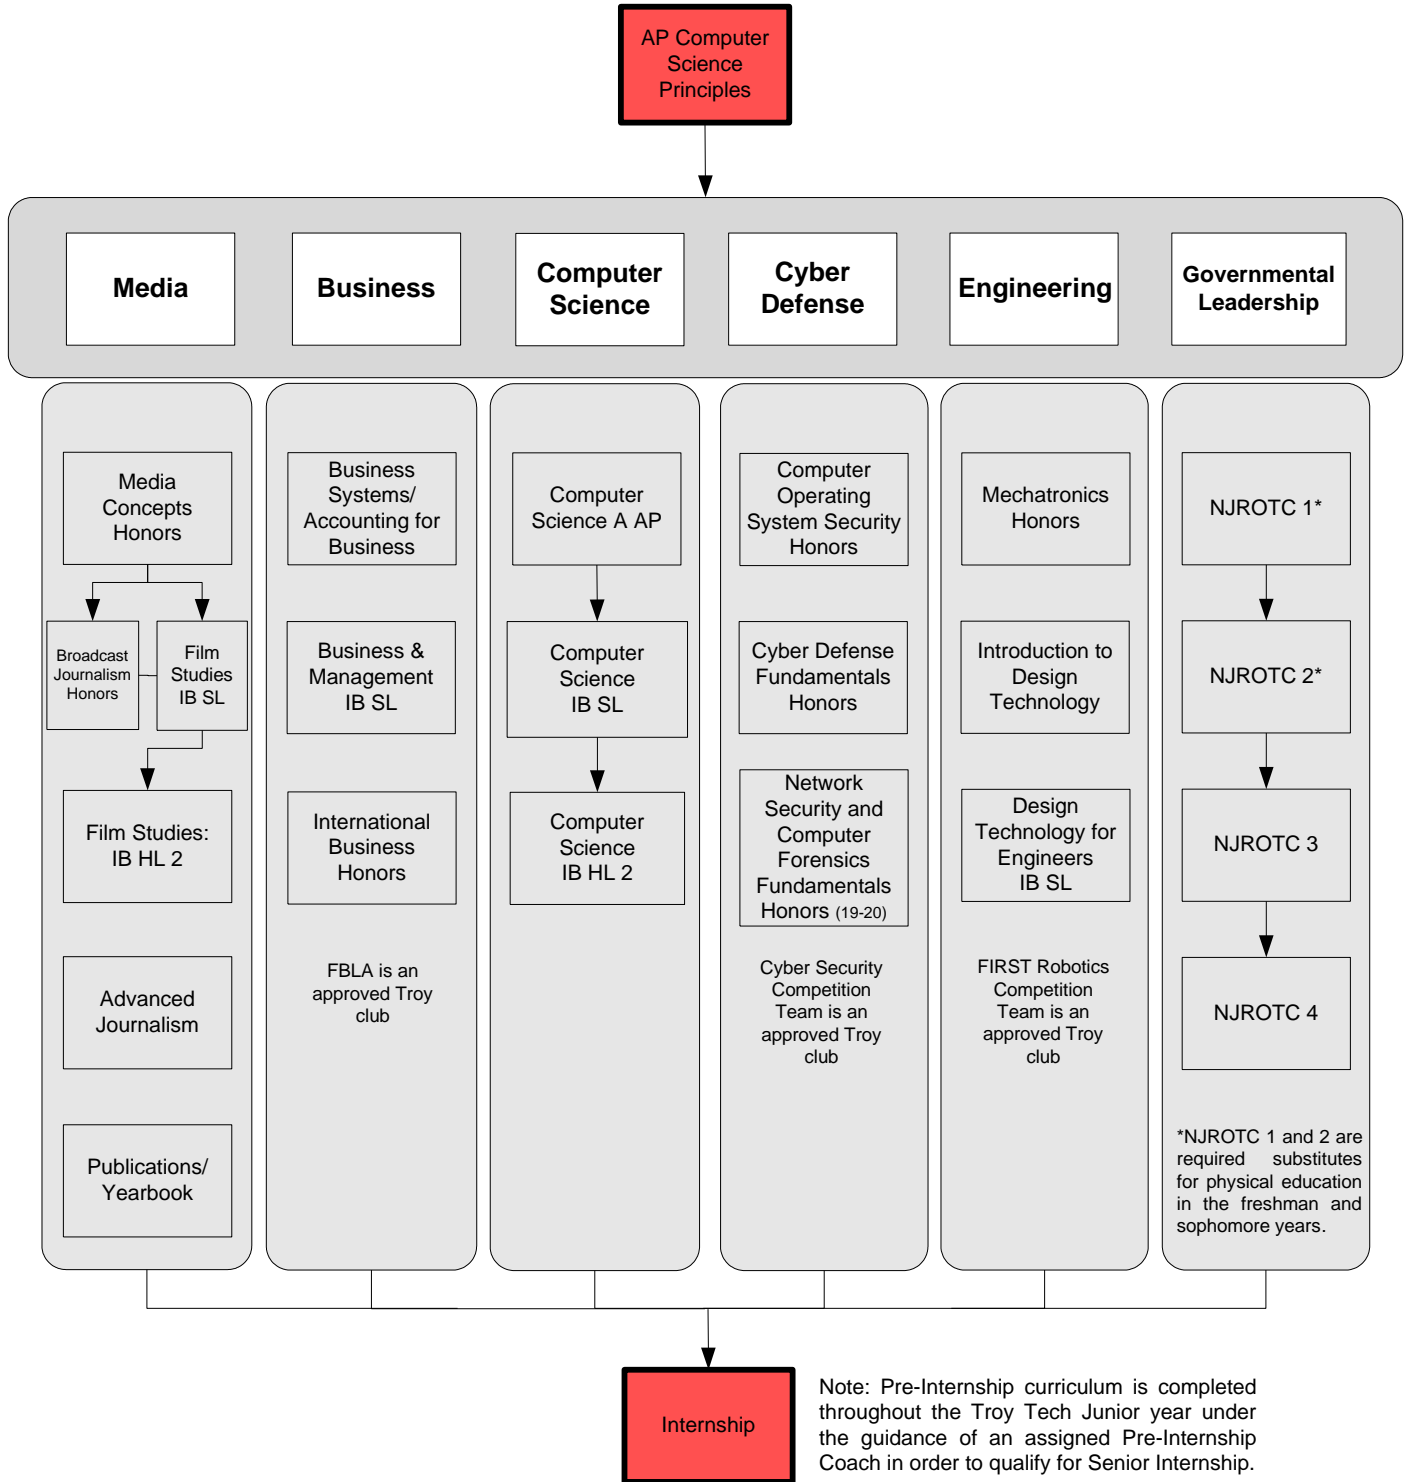 AP Computer
Science
Principles
Media
Business
Computer
Science
Cyber
Defense
Engineering
Governmental
Leadership
Media
Concepts
Honors
Broadcast
Journalism
Honors
Film
Studies
IB SL
Film Studies:
IB HL 2
Advanced
Journalism
Publications/
Yearbook
Business
Systems/
Accounting for
Business
Business &
Management
IB SL
International
Business
Honors
FBLA is an
approved Troy
club
Computer
Science A AP
Computer
Science
IB SL
Computer
Science
IB HL 2
Computer
Operating
System Security
Honors
Cyber Defense
Fundamentals
Honors
Network
Security and
Computer
Forensics
Fundamentals
Honors (19-20)
Cyber Security
Competition
Team is an
approved Troy
club
Mechatronics
Honors
Introduction to
Design
Technology
Design
Technology for
Engineers
IB SL
FIRST Robotics
Competition
Team is an
approved Troy
club
NJROTC 1*
NJROTC 2*
NJROTC 3
NJROTC 4
*NJROTC 1 and 2 are
required substitutes
for physical education
in the freshman and
sophomore years.
Internship
Note: Pre-Internship curriculum is completed
throughout the Troy Tech Junior year under
the guidance of an assigned Pre-Internship
Coach in order to qualify for Senior Internship.